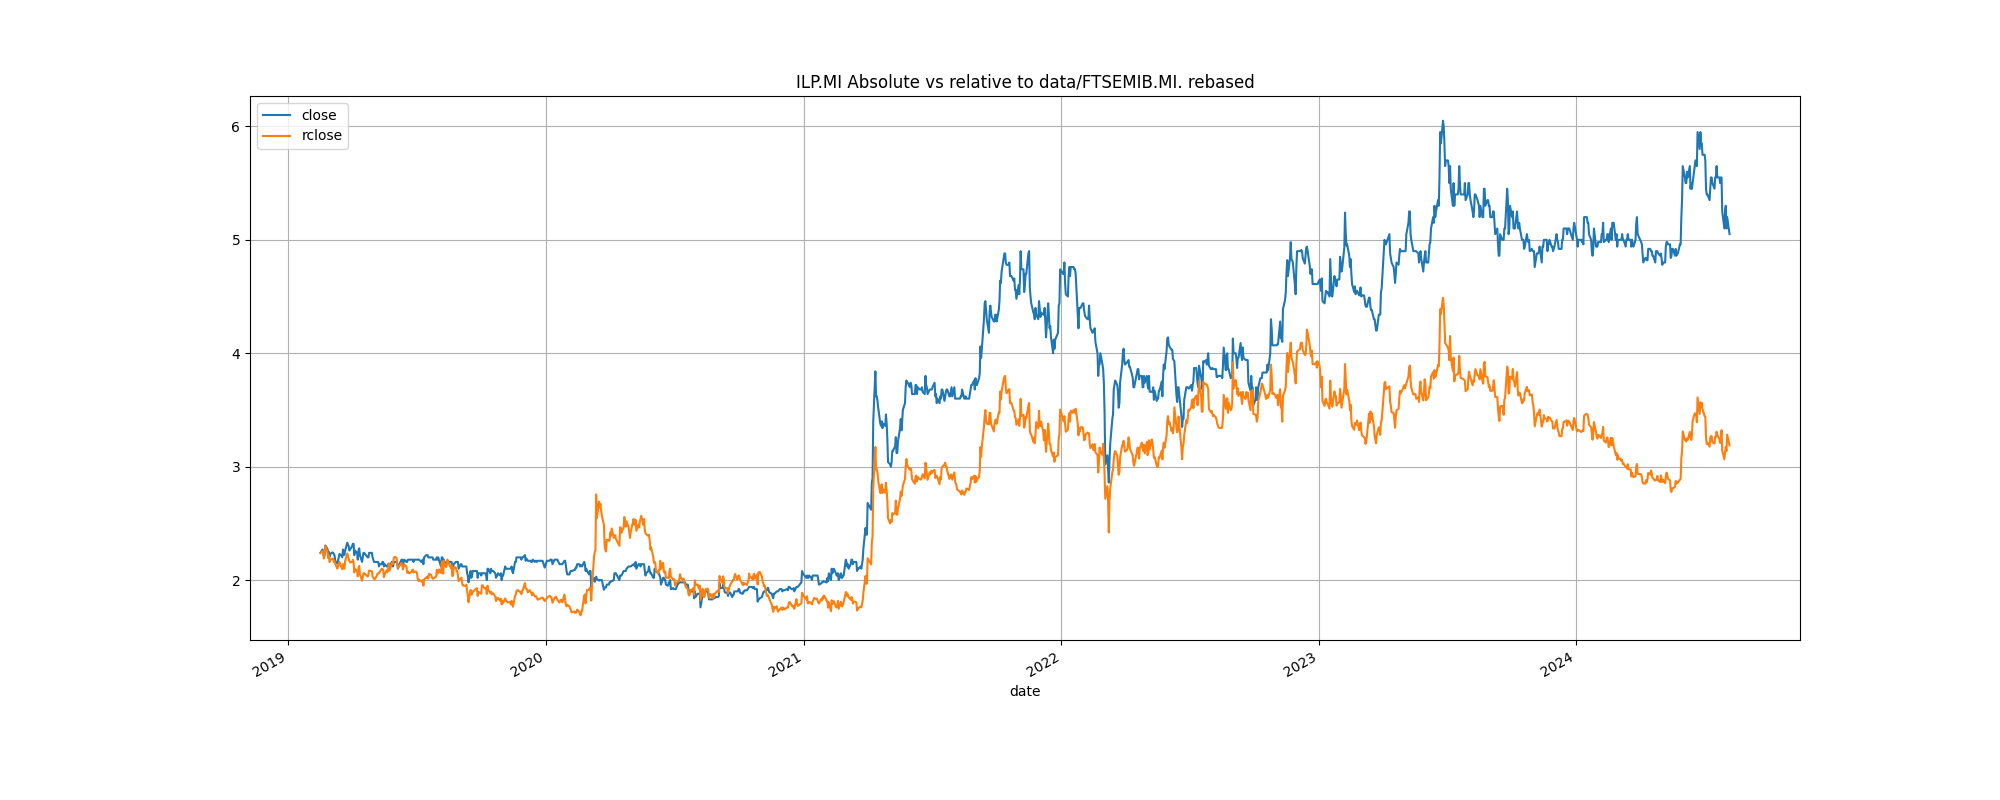 ILP.MI Absolute vs relative to data/FTSEMIB.MI. rebased
close
rclose
6
5
4
3
2
2019
2020
2021
2022
2023
2024
date